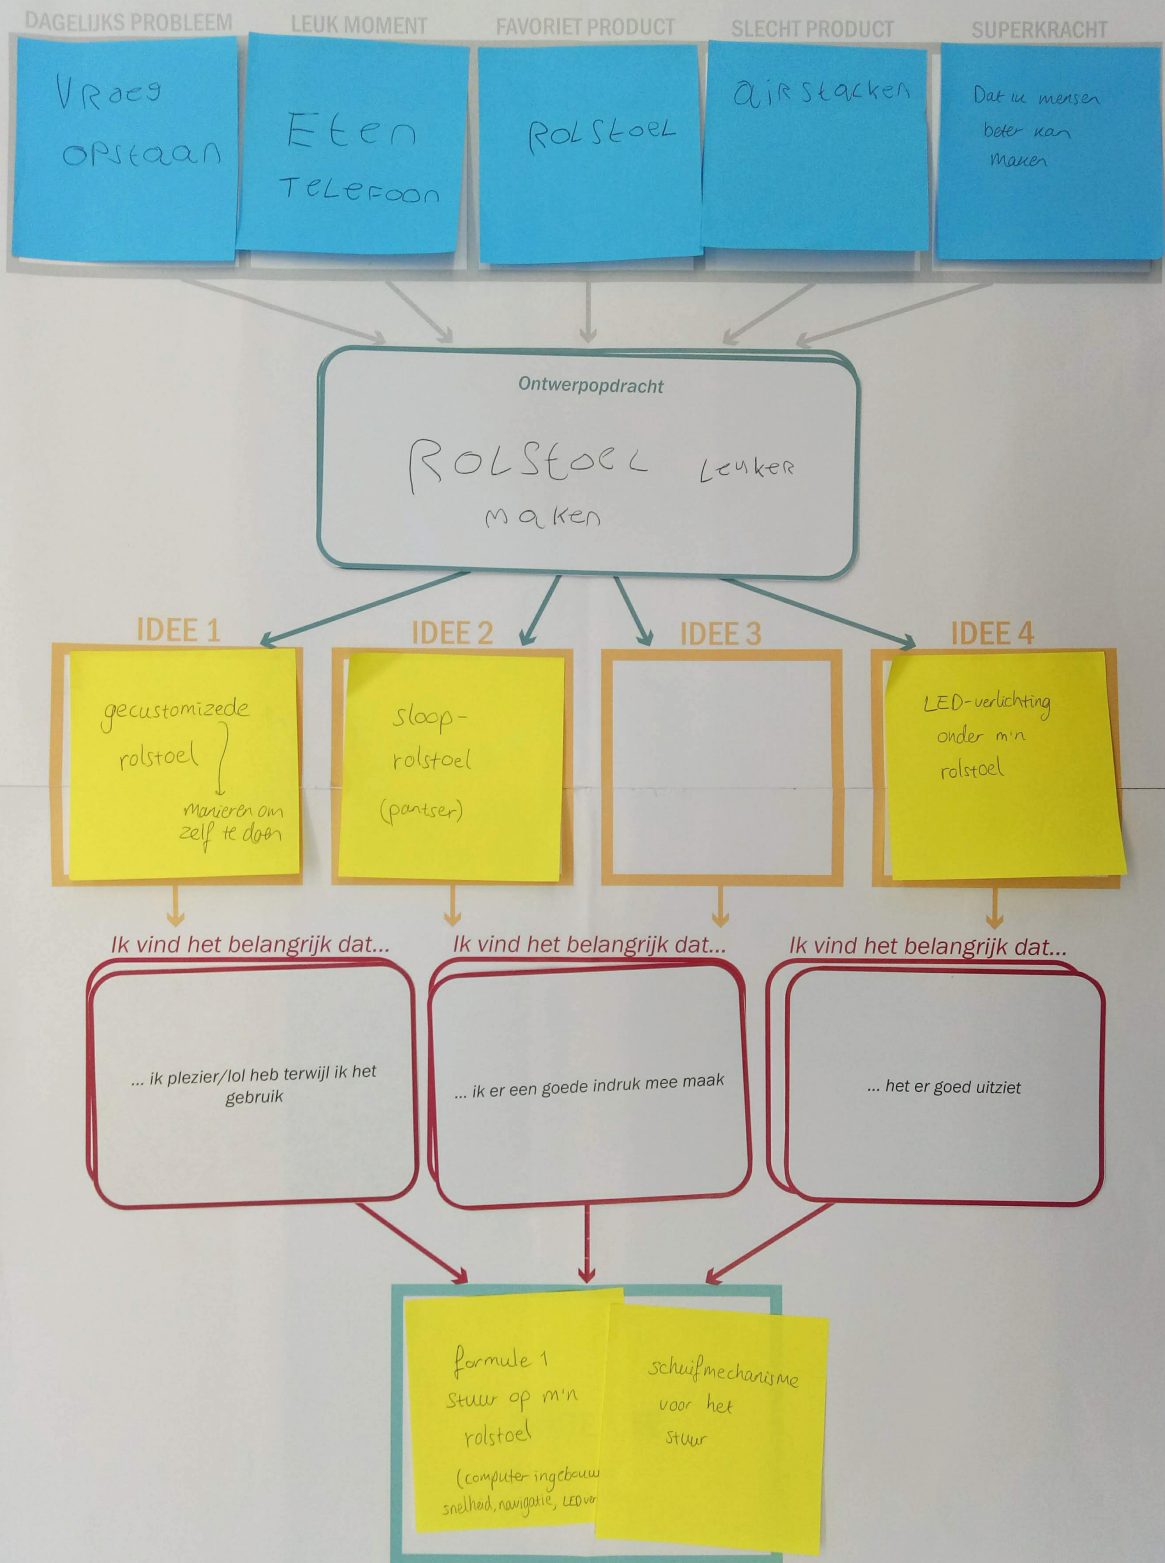 DAGELIJKS PROBLEEM
LEUK MOMENT
FAVORIET PRODUCT
SLECHT PRODUCT
SUPERKRACHT
VRoeg
opstaan
Eten
TeLeFoon
RoLStoeL
aiRStacken
Dat ik mensen
beter kan
maken
Ontwerpopdracht
RoLStoeL Leuker
maken
IDEE 1
IDEE 2
IDEE 3
IDEE 4
gecustomizede
rolstoel
manieren om
zelf te doen
sloop-
rolstoel
(pantser)
LED-verlichting
onder m'n
rolstoel
Ik vind het belangrijk dat...
Ik vind het belangrijk dat...
Ik vind het belangrijk dat...
... ik plezier/lol heb terwijl ik het
gebruik
... ik er een goede indruk mee maak
... het er goed uitziet
formule 1
stuur op m'n
rolstoel
(computer ingebouw
snelheid, navigatie, LED ver
schuifmechanisme
voor het
stuur